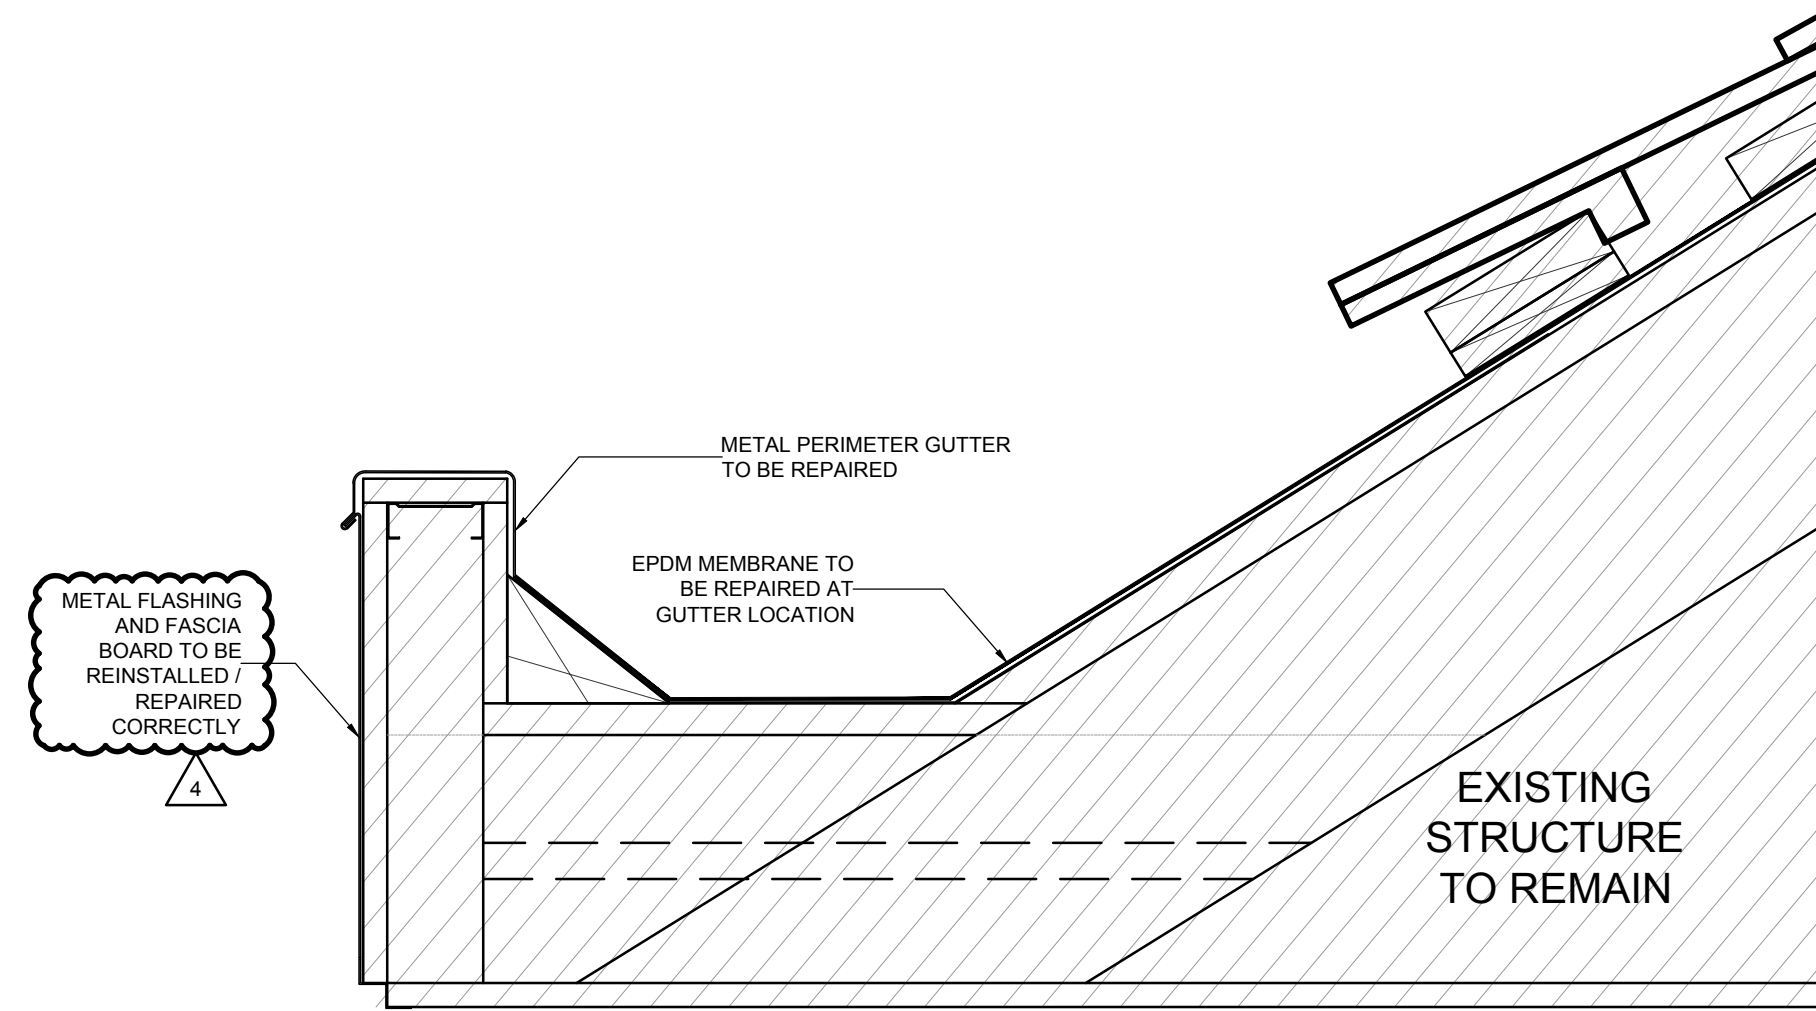 METAL PERIMETER GUTTER
TO BE REPAIRED
EPDM MEMBRANE TO
BE REPAIRED AT
GUTTER LOCATION
METAL FLASHING
AND FASCIA
BOARD TO BE
REINSTALLED /
REPAIRED
CORRECTLY
4
EXISTING
STRUCTURE
TO REMAIN